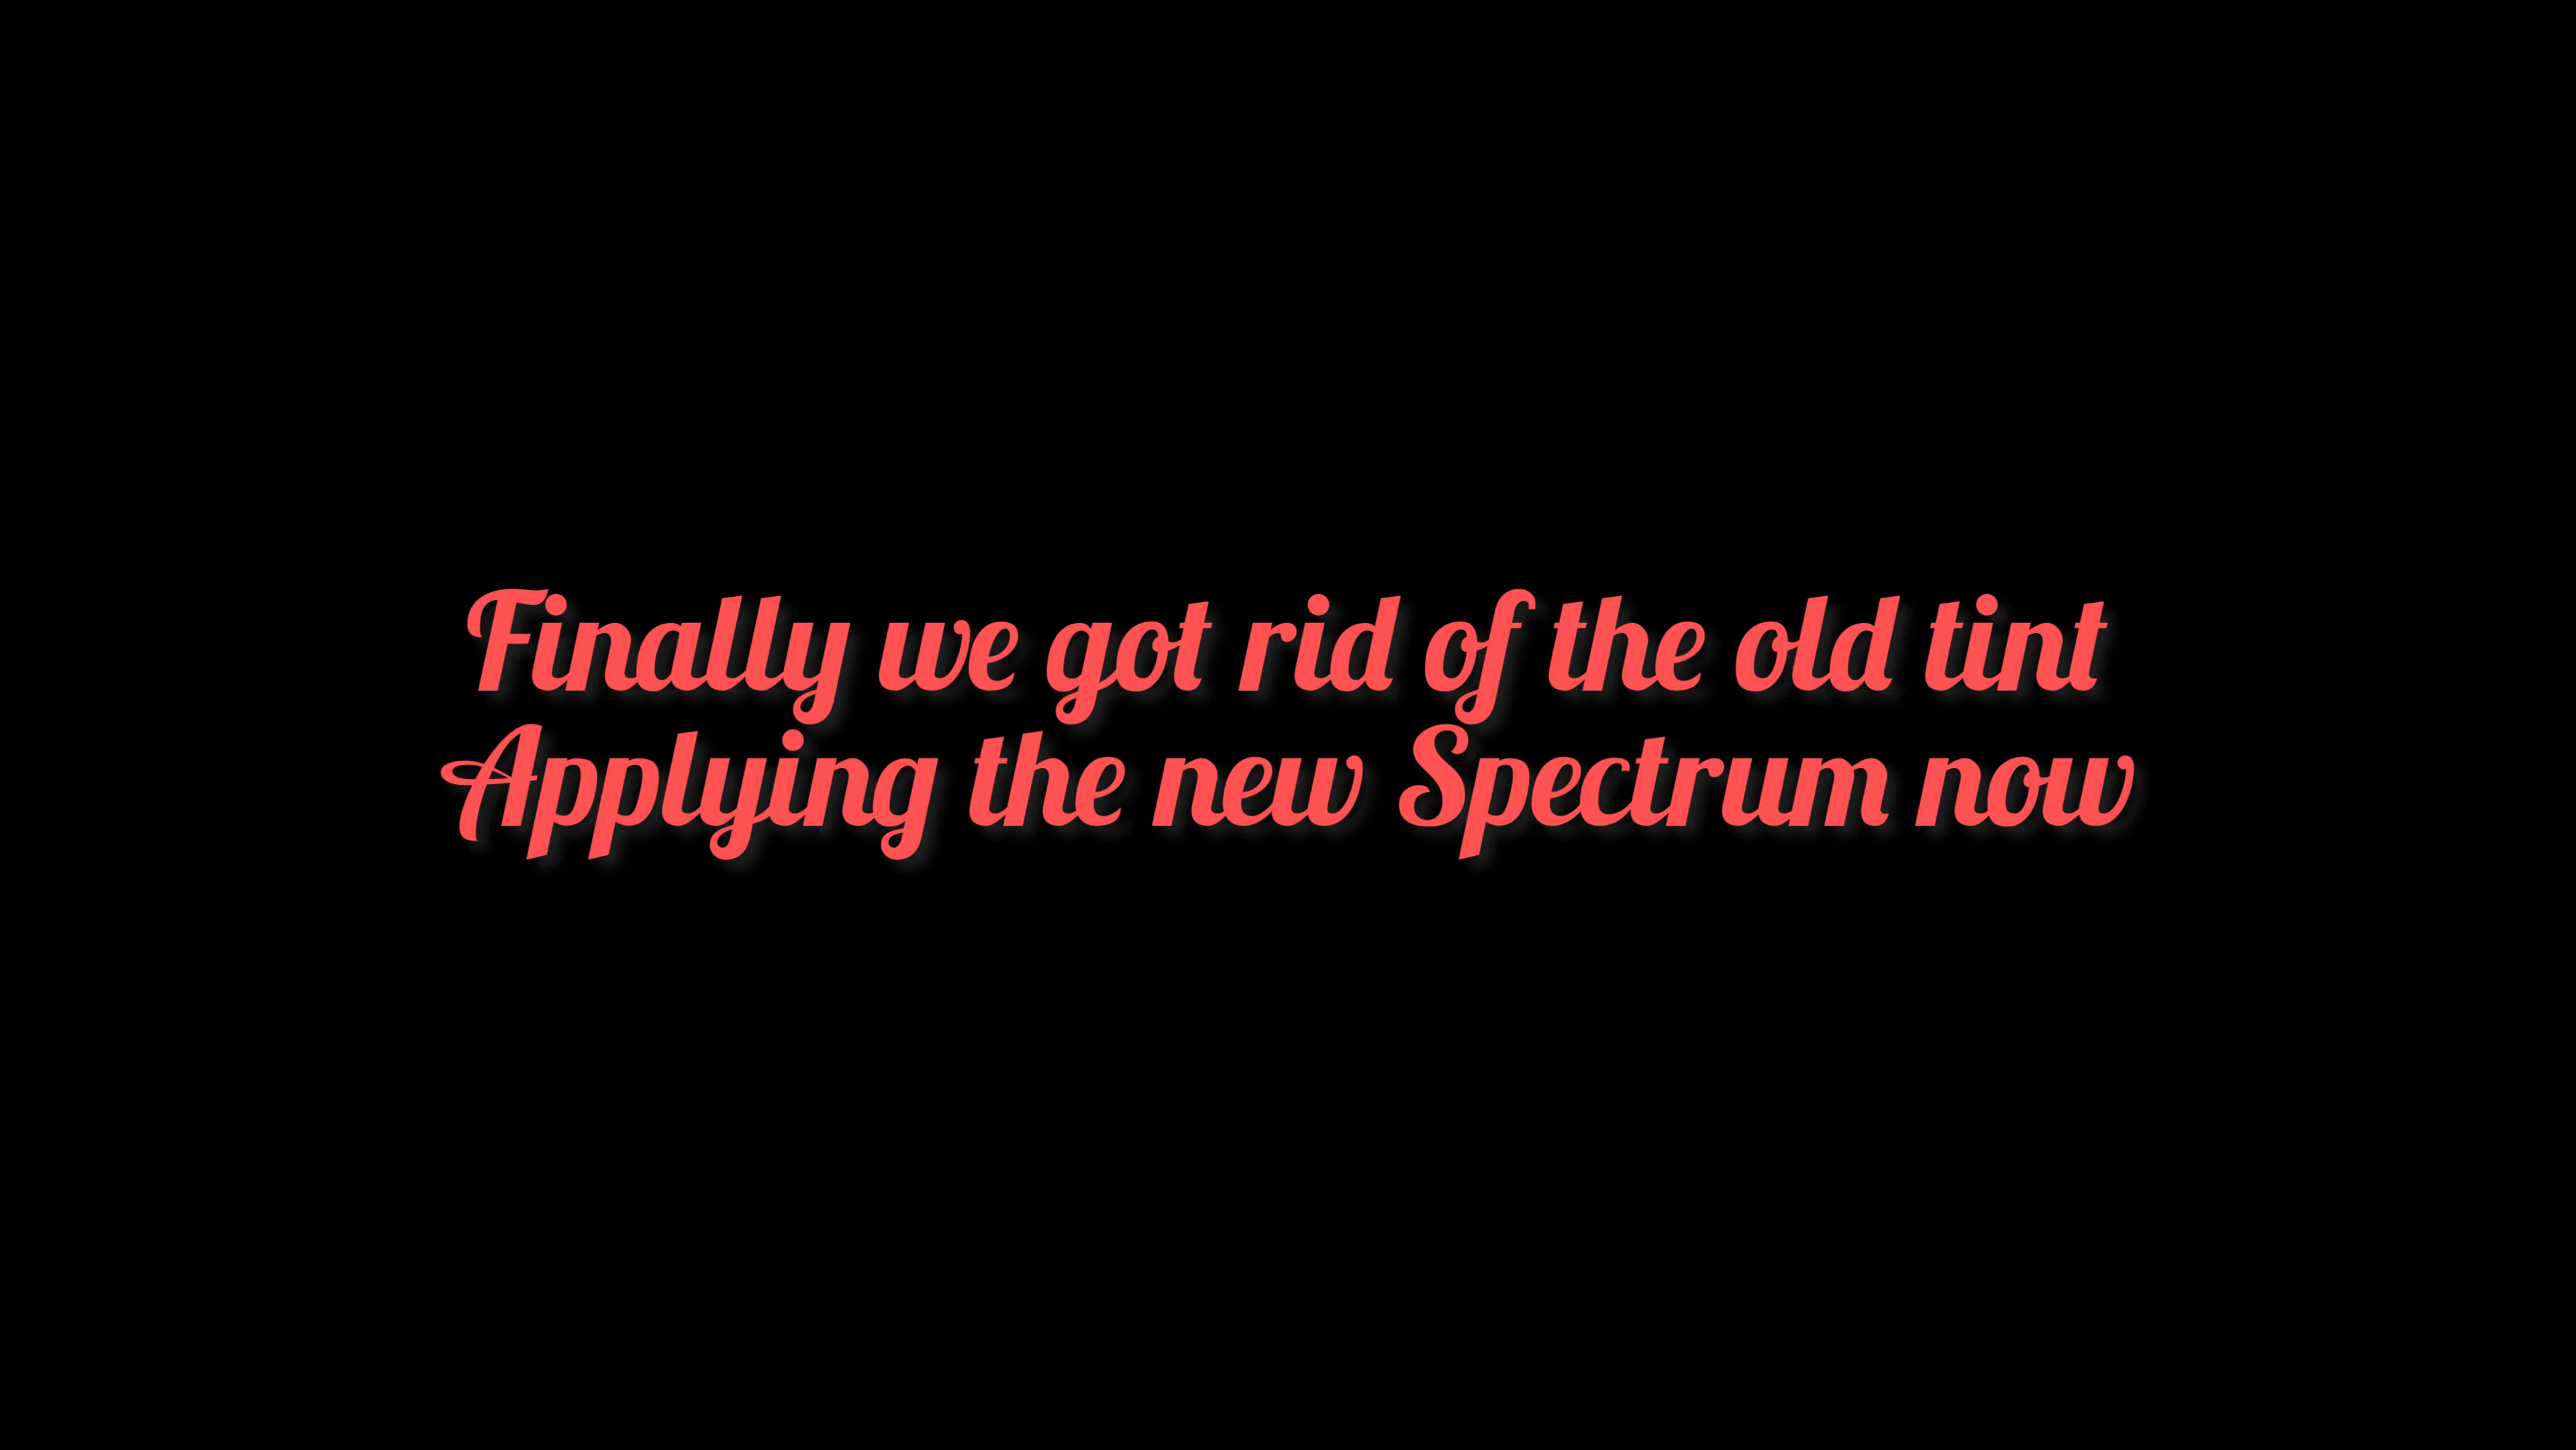 Finally we got rid of the old tint
Applying the new Spectrum now